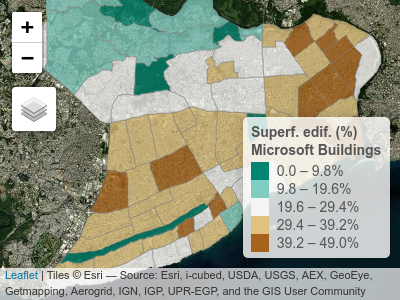 +
−
Superf. edif. (%)
Microsoft Buildings
0.0 – 9.8%
9.8 – 19.6%
19.6 – 29.4%
29.4 – 39.2%
39.2 – 49.0%
Leaflet | Tiles © Esri — Source: Esri, i-cubed, USDA, USGS, AEX, GeoEye,
Getmapping, Aerogrid, IGN, IGP, UPR-EGP, and the GIS User Community